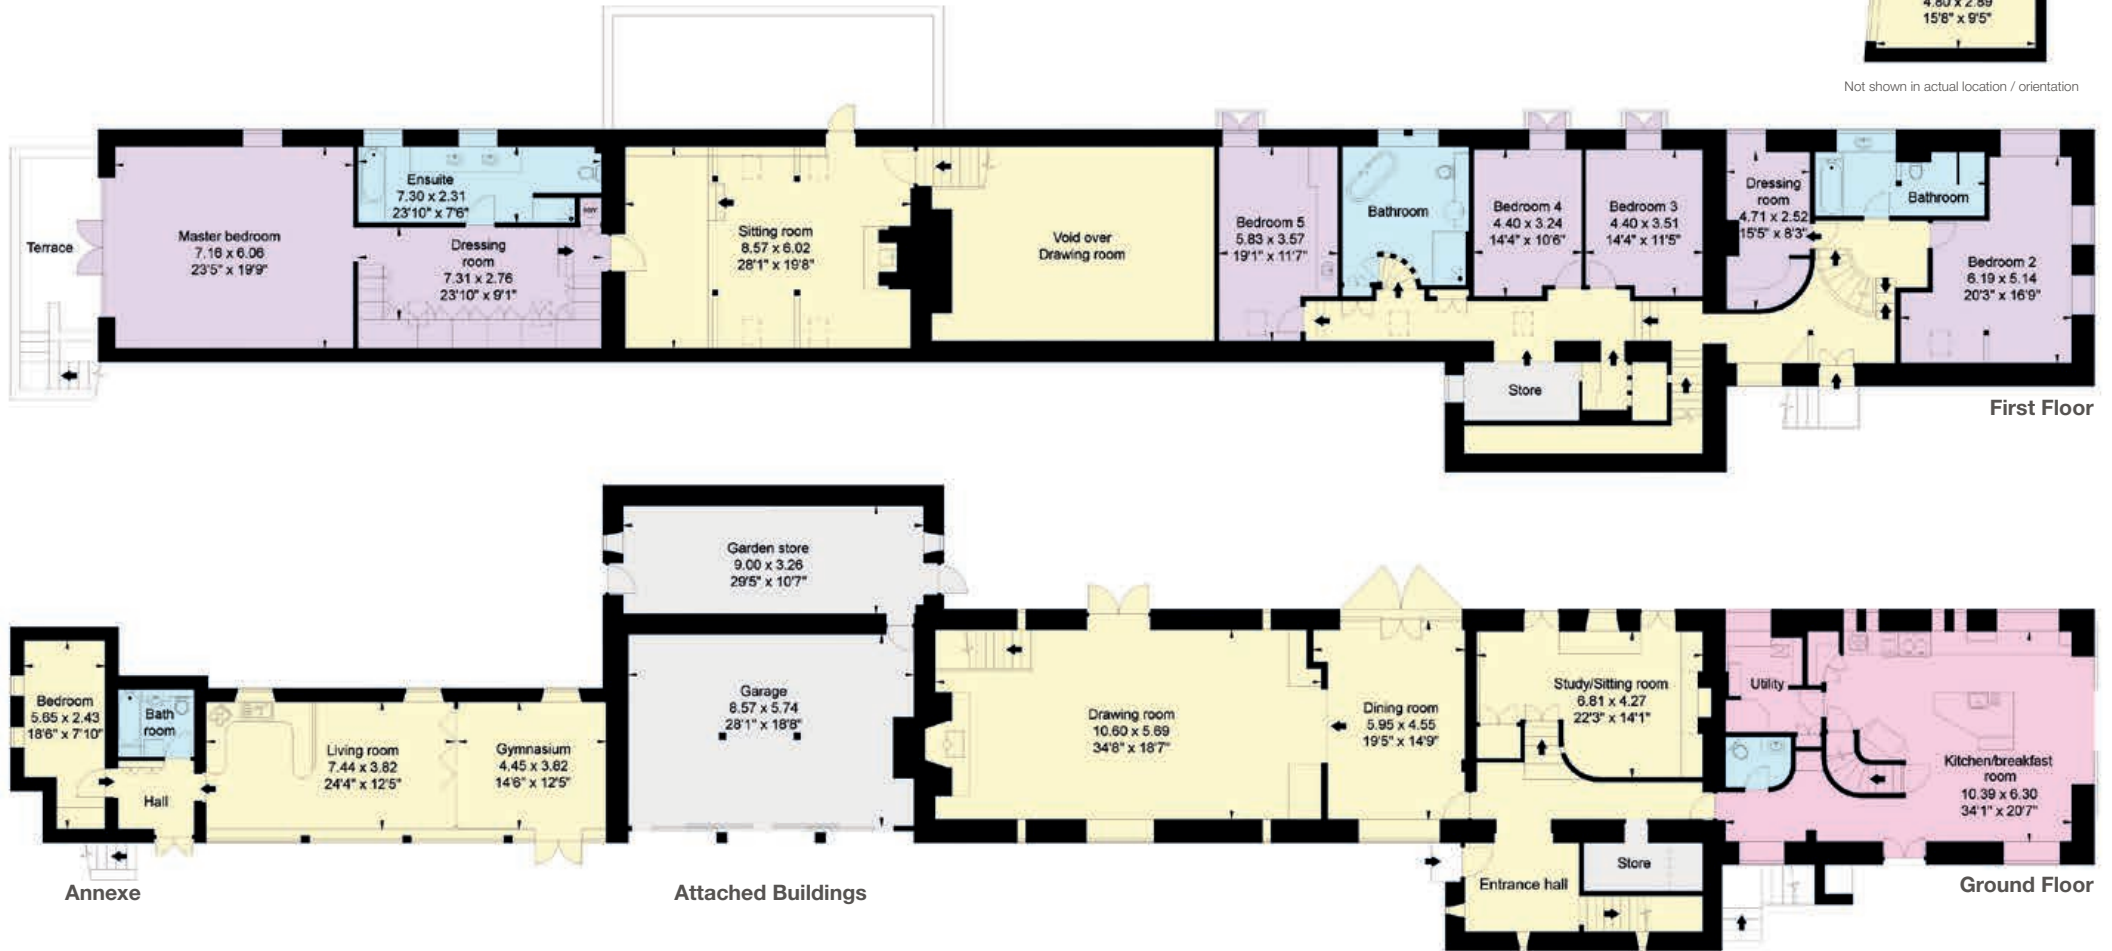 4.80 x 2.89
15'8" x 9'5"
Not shown in actual location / orientation
Terrace
Master bedroom
7.16 x 6.06
23'5" x 19'9"
Ensuite
7.30 x 2.31
23'10" x 7'6"
Dressing
room
7.31 x 2.76
23'10" x 9'1"
Sitting room
8.57 x 6.02
28'1" x 19'8"
Void over
Drawing room
Bedroom 5
5.83 x 3.57
19'1" x 11'7"
Bathroom
Bedroom 4
4.40 x 3.24
14'4" x 10'6"
Bedroom 3
4.40 x 3.51
14'4" x 11'5"
Dressing
room
4.71 x 2.52
15'5" x 8'3"
Bathroom
Bedroom 2
6.19 x 5.14
20'3" x 16'9"
Store
First Floor
Garden store
9.00 x 3.26
29'5" x 10'7"
Bedroom
5.65 x 2.43
18'6" x 7'10"
Bath
room
Hall
Living room
7.44 x 3.82
24'4" x 12'5"
Gymnasium
4.45 x 3.82
14'6" x 12'5"
Garage
8.57 x 5.74
28'1" x 18'8"
Drawing room
10.60 x 5.69
34'8" x 18'7"
Dining room
5.95 x 4.55
19'5" x 14'9"
Study/Sitting room
6.81 x 4.27
22'3" x 14'1"
Utility
Kitchen/breakfast
room
10.39 x 6.30
34'1" x 20'7"
Entrance hall
Store
Annexe
Attached Buildings
Ground Floor